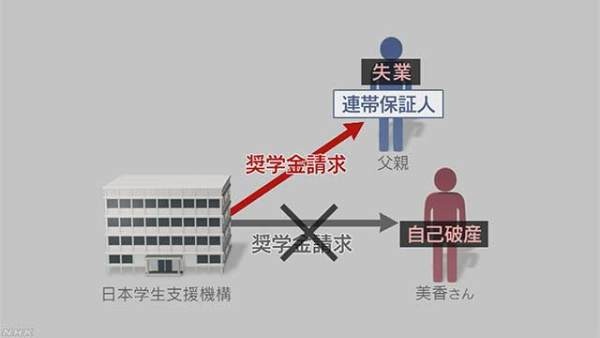 失業
連帯保証人
奨学金請求
父親
奨学金請求
自己破産
日本学生支援機構
美香さん
NHK